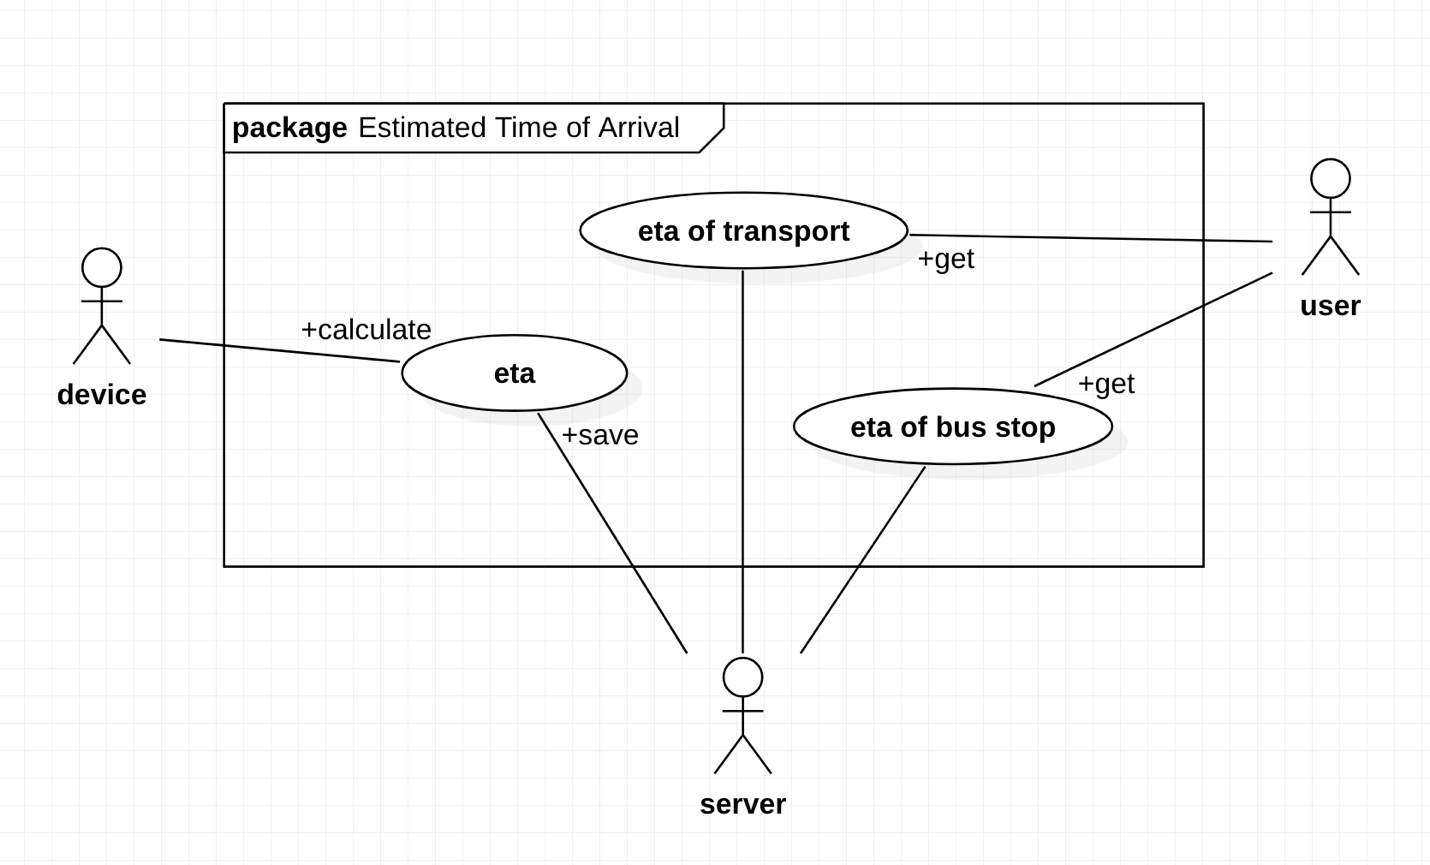 package Estimated Time of Arrival
eta of transport
+get
user
+calculate
eta
device
+save
+get
eta of bus stop
server